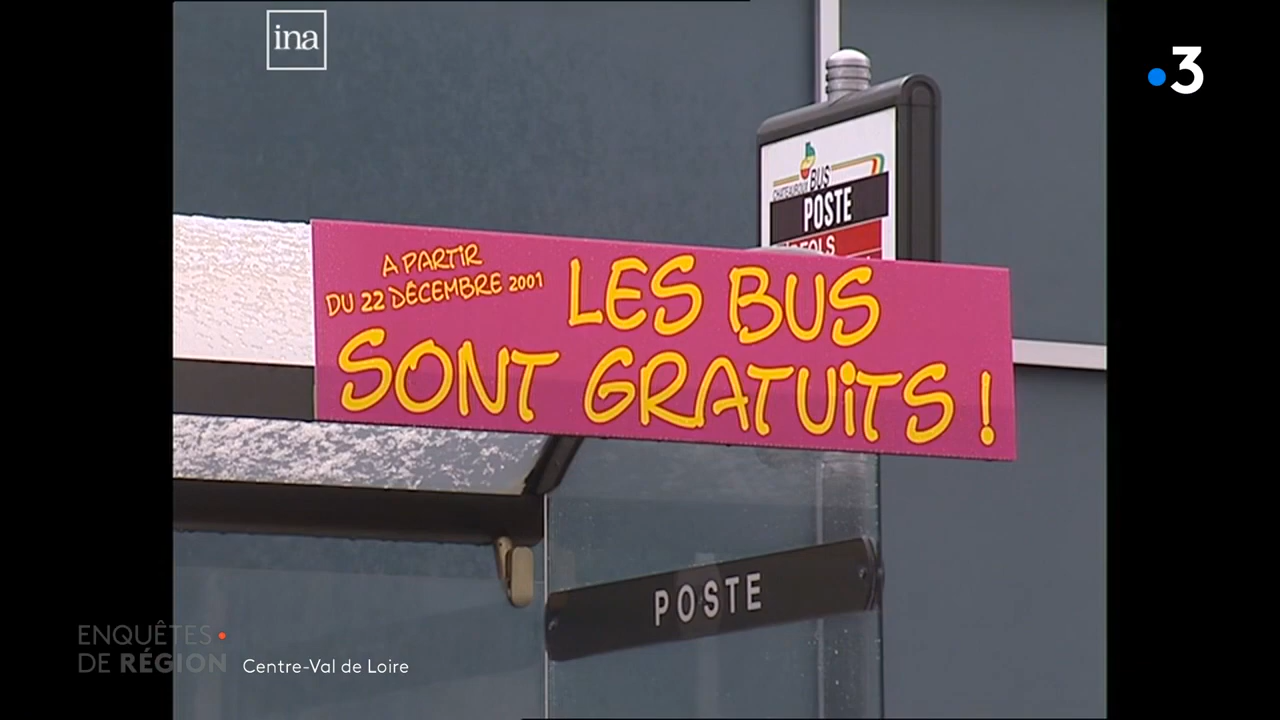 ina
3
CHATEAUROUX BUS
POSTE
A PARTIR
DU 22 DÉCEMBRE 2001
LES BUS
SONT GRATUITS !
POSTE
ENQUÊTES
DE RÉGION Centre-Val de Loire